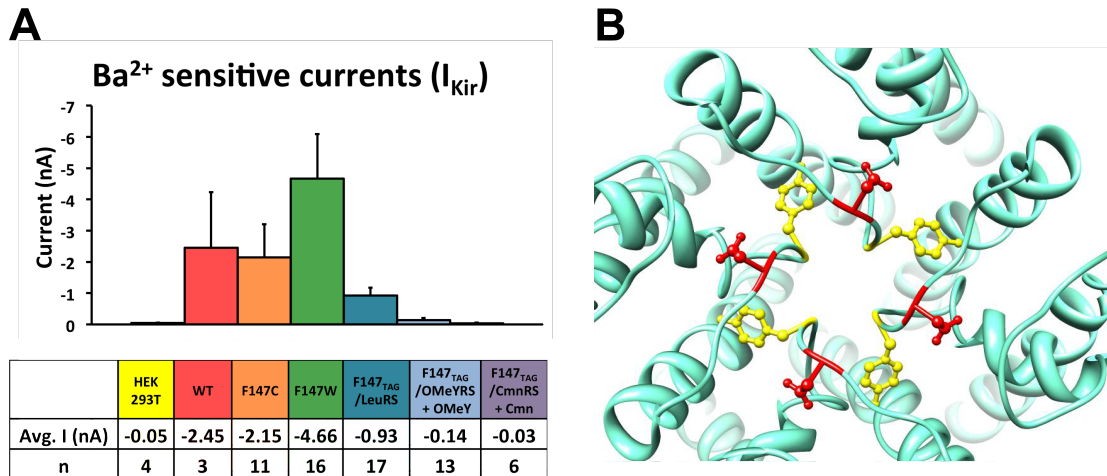 A
Ba²⁺ sensitive currents (I_Kir)
Current (nA)
-7
-6
-5
-4
-3
-2
-1
0
HEK 293T WT F147C F147W F147TAG /LeuRS F147TAG /OMeYRS + OMeY F147TAG /CmnRS + Cmn
Avg. I (nA) -0.05 -2.45 -2.15 -4.66 -0.93 -0.14 -0.03
n 4 3 11 16 17 13 6
B